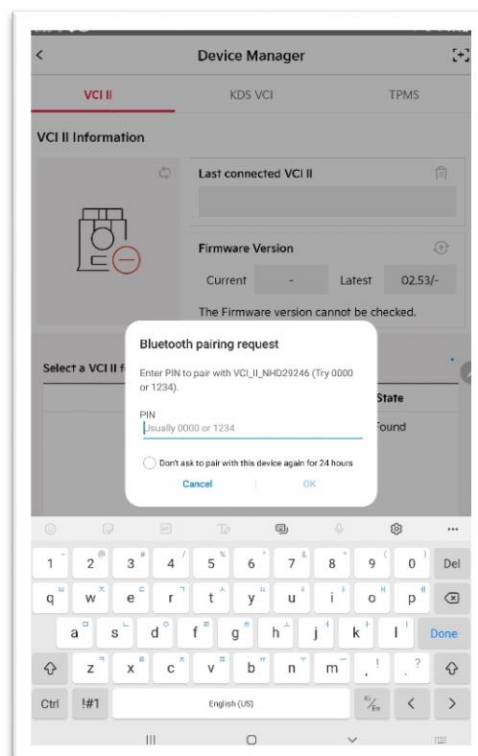 Device Manager
VCI II KDS VCI TPMS
VCI II Information
Last connected VCI II
Firmware Version
Current - Latest 02.53/-
The Firmware version cannot be checked.
Select a VCI II
State
Found
Bluetooth pairing request
Enter PIN to pair with VCI_II_NHD29246 (Try 0000
or 1234).
PIN
Usually 0000 or 1234
Don't ask to pair with this device again for 24 hours
Cancel OK
1 2 3 4 5 6 7 8 9 0 Del
q w e r t y u i o p
a s d f g h j k l Done
z x c v b n m , ! . ?
Ctrl !#1 English (US) < >